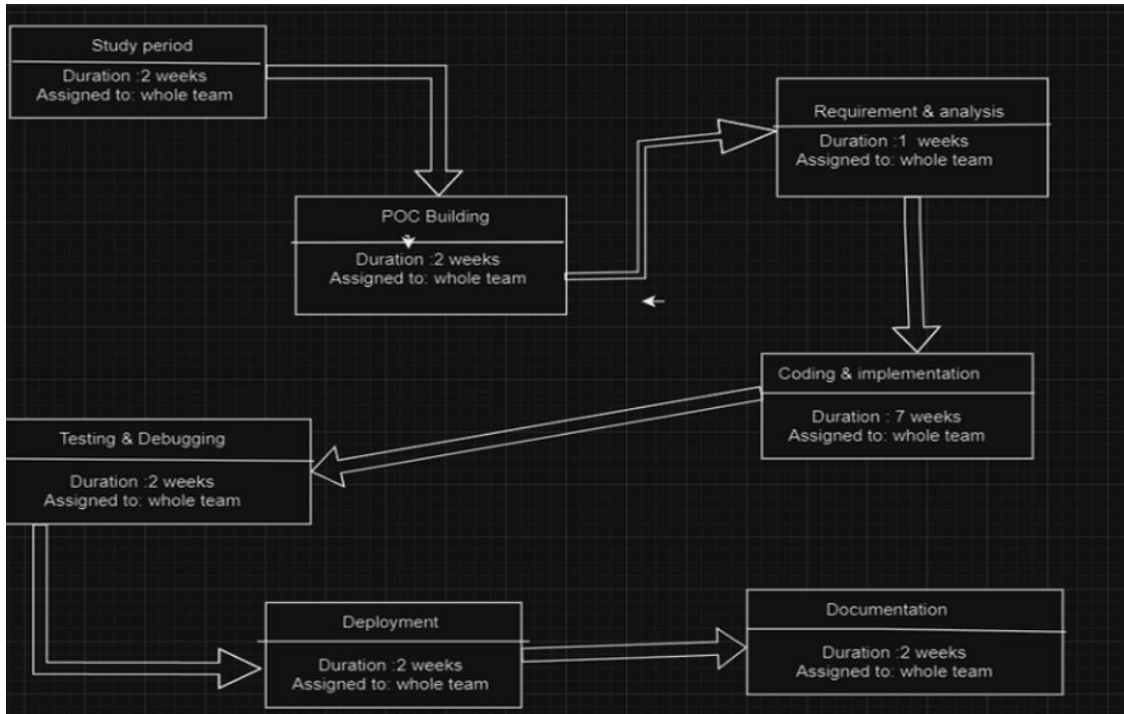 Study period
Duration :2 weeks
Assigned to: whole team
POC Building
Duration :2 weeks
Assigned to: whole team
Requirement & analysis
Duration :1 weeks
Assigned to: whole team
Coding & implementation
Duration : 7 weeks
Assigned to: whole team
Testing & Debugging
Duration :2 weeks
Assigned to: whole team
Deployment
Duration :2 weeks
Assigned to: whole team
Documentation
Duration :2 weeks
Assigned to: whole team